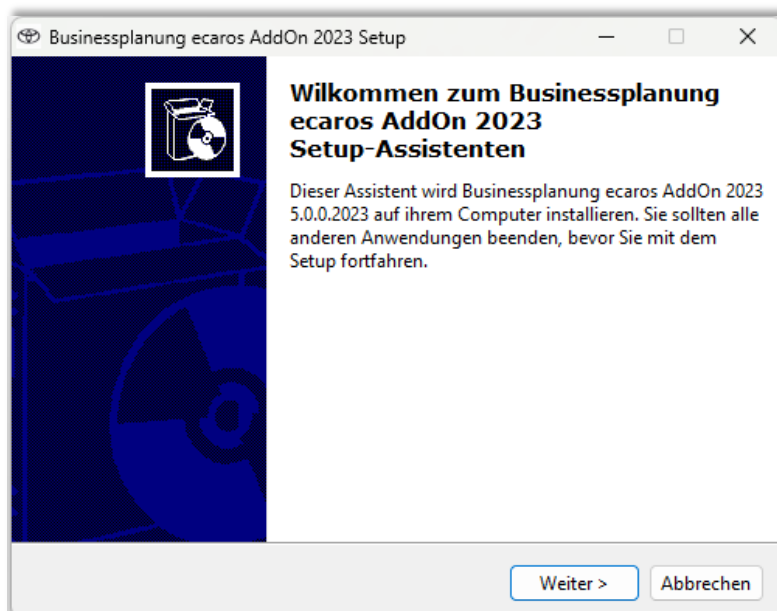 Businessplanung ecaros AddOn 2023 Setup
Wilkommen zum Businessplanung
ecaros AddOn 2023
Setup-Assistenten
Dieser Assistent wird Businessplanung ecaros AddOn 2023
5.0.0.2023 auf ihrem Computer installieren. Sie sollten alle
anderen Anwendungen beenden, bevor Sie mit dem
Setup fortfahren.
Weiter >
Abbrechen